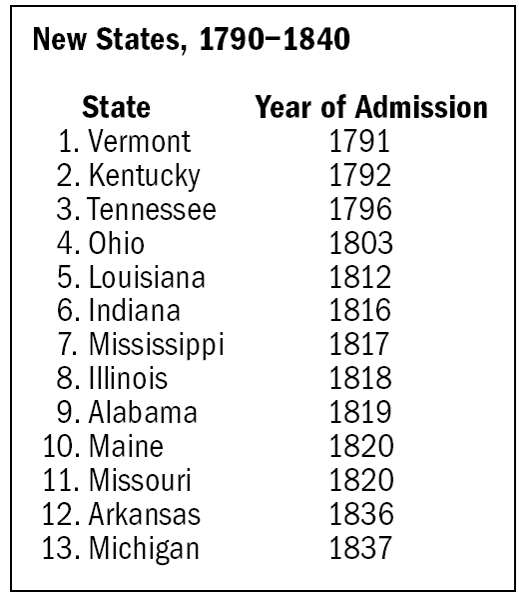 New States, 1790–1840
State Year of Admission
1. Vermont 1791
2. Kentucky 1792
3. Tennessee 1796
4. Ohio 1803
5. Louisiana 1812
6. Indiana 1816
7. Mississippi 1817
8. Illinois 1818
9. Alabama 1819
10. Maine 1820
11. Missouri 1820
12. Arkansas 1836
13. Michigan 1837